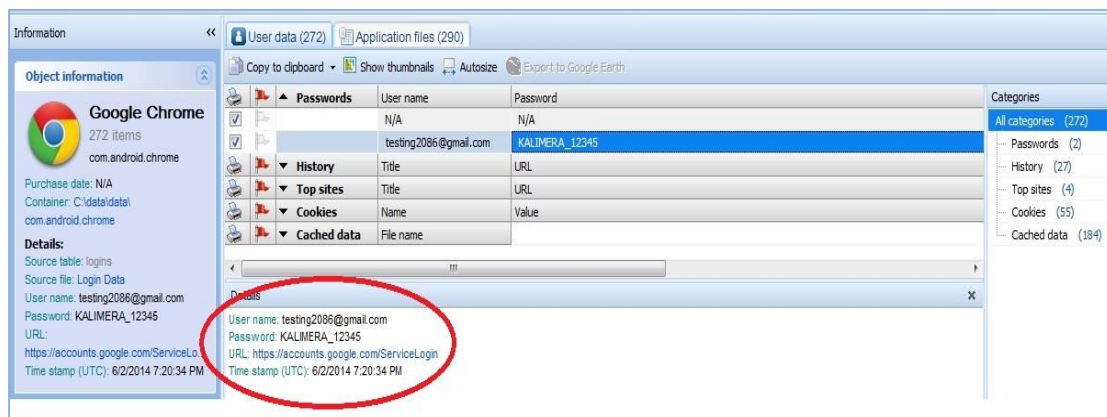 Information «
Object information
Google Chrome
272 items
com.android.chrome
Purchase date: N/A
Container: C:\data\data\
com.android.chrome
Details:
Source table: logins
Source file: Login Data
User name: testing2086@gmail.com
Password: KALIMERA_12345
URL:
https://accounts.google.com/ServiceLo...
Time stamp (UTC): 6/2/2014 7:20:34 PM
User data (272) Application files (290)
Copy to clipboard Show thumbnails Autosize Export to Google Earth
Passwords User name Password
N/A N/A
testing2086@gmail.com KALIMERA_12345
History Title URL
Top sites Title URL
Cookies Name Value
Cached data File name
Details x
User name: testing2086@gmail.com
Password: KALIMERA_12345
URL: https://accounts.google.com/ServiceLogin
Time stamp (UTC): 6/2/2014 7:20:34 PM
Categories
All categories (272)
Passwords (2)
History (27)
Top sites (4)
Cookies (55)
Cached data (184)